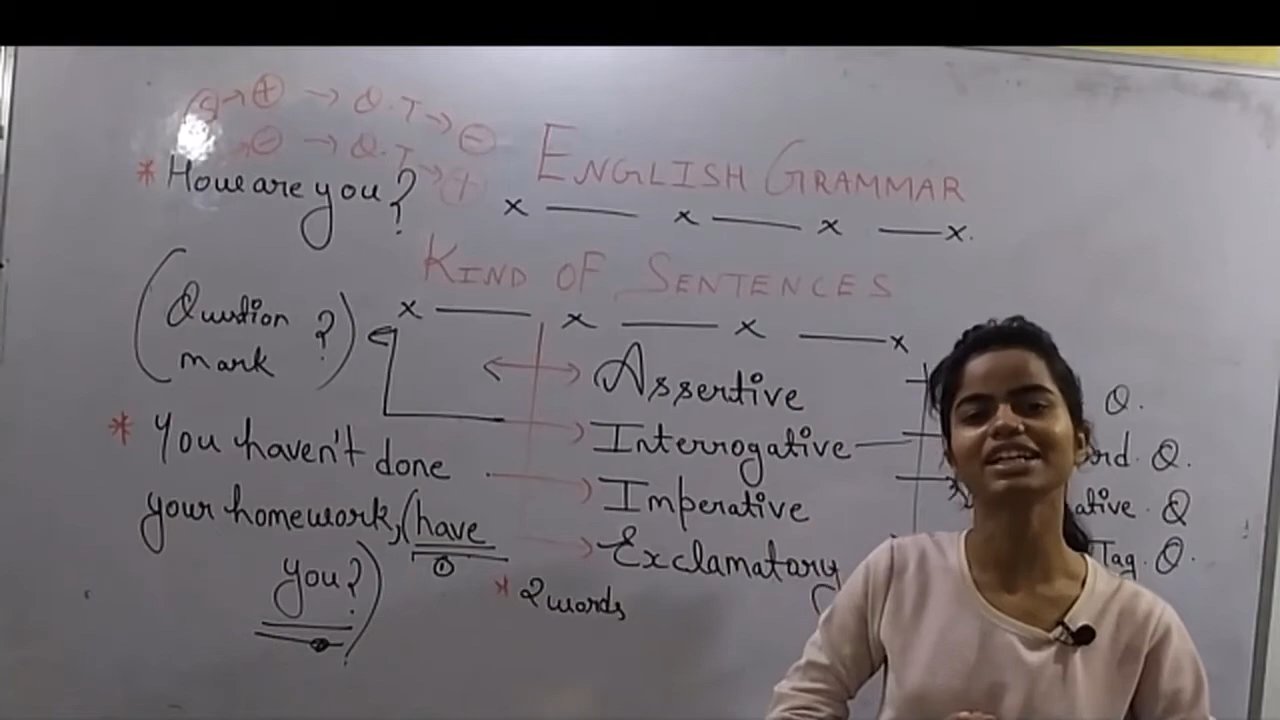 S → + → Q.T → −
→ − → Q.T → +
* How are you?
ENGLISH GRAMMAR
x — x — x — x.
KIND OF SENTENCES
x — x — x — x
(Question
mark ?)
Assertive
Interrogative
Imperative
Exclamatory
* You haven't done
your homework, (have
you?)
* 2 words
Q.
Q.
Q
Tag. Q.